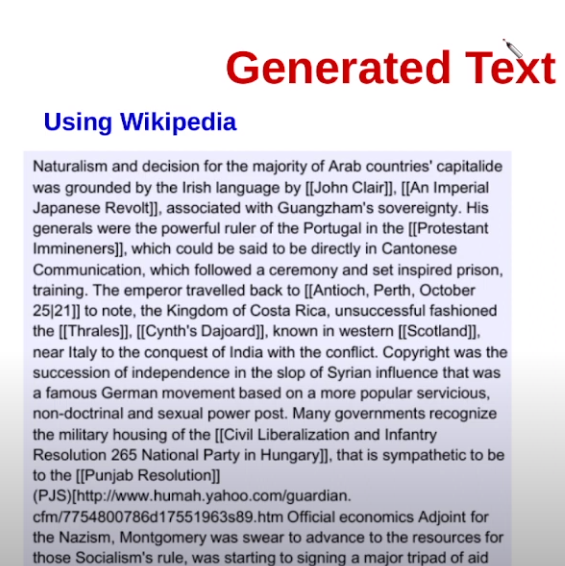 Generated Text
Using Wikipedia
Naturalism and decision for the majority of Arab countries' capitalide
was grounded by the Irish language by [[John Clair]], [[An Imperial
Japanese Revolt]], associated with Guangzham's sovereignty. His
generals were the powerful ruler of the Portugal in the [[Protestant
Immineners]], which could be said to be directly in Cantonese
Communication, which followed a ceremony and set inspired prison,
training. The emperor travelled back to [[Antioch, Perth, October
25|21]] to note, the Kingdom of Costa Rica, unsuccessful fashioned
the [[Thrales]], [[Cynth's Dajoard]], known in western [[Scotland]],
near Italy to the conquest of India with the conflict. Copyright was the
succession of independence in the slop of Syrian influence that was
a famous German movement based on a more popular servicious,
non-doctrinal and sexual power post. Many governments recognize
the military housing of the [[Civil Liberalization and Infantry
Resolution 265 National Party in Hungary]], that is sympathetic to be
to the [[Punjab Resolution]]
(PJS)[http://www.humah.yahoo.com/guardian.
cfm/7754800786d17551963s89.htm Official economics Adjoint for
the Nazism, Montgomery was swear to advance to the resources for
those Socialism's rule, was starting to signing a major tripad of aid